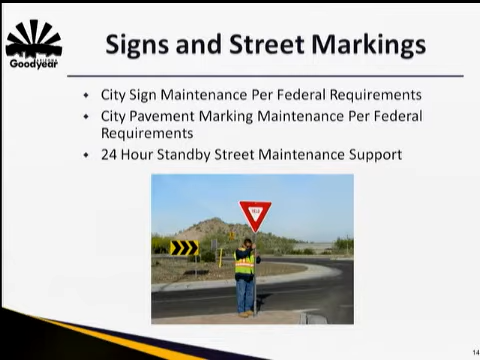 Signs and Street Markings
Goodyear
City Sign Maintenance Per Federal Requirements
City Pavement Marking Maintenance Per Federal
Requirements
24 Hour Standby Street Maintenance Support
14